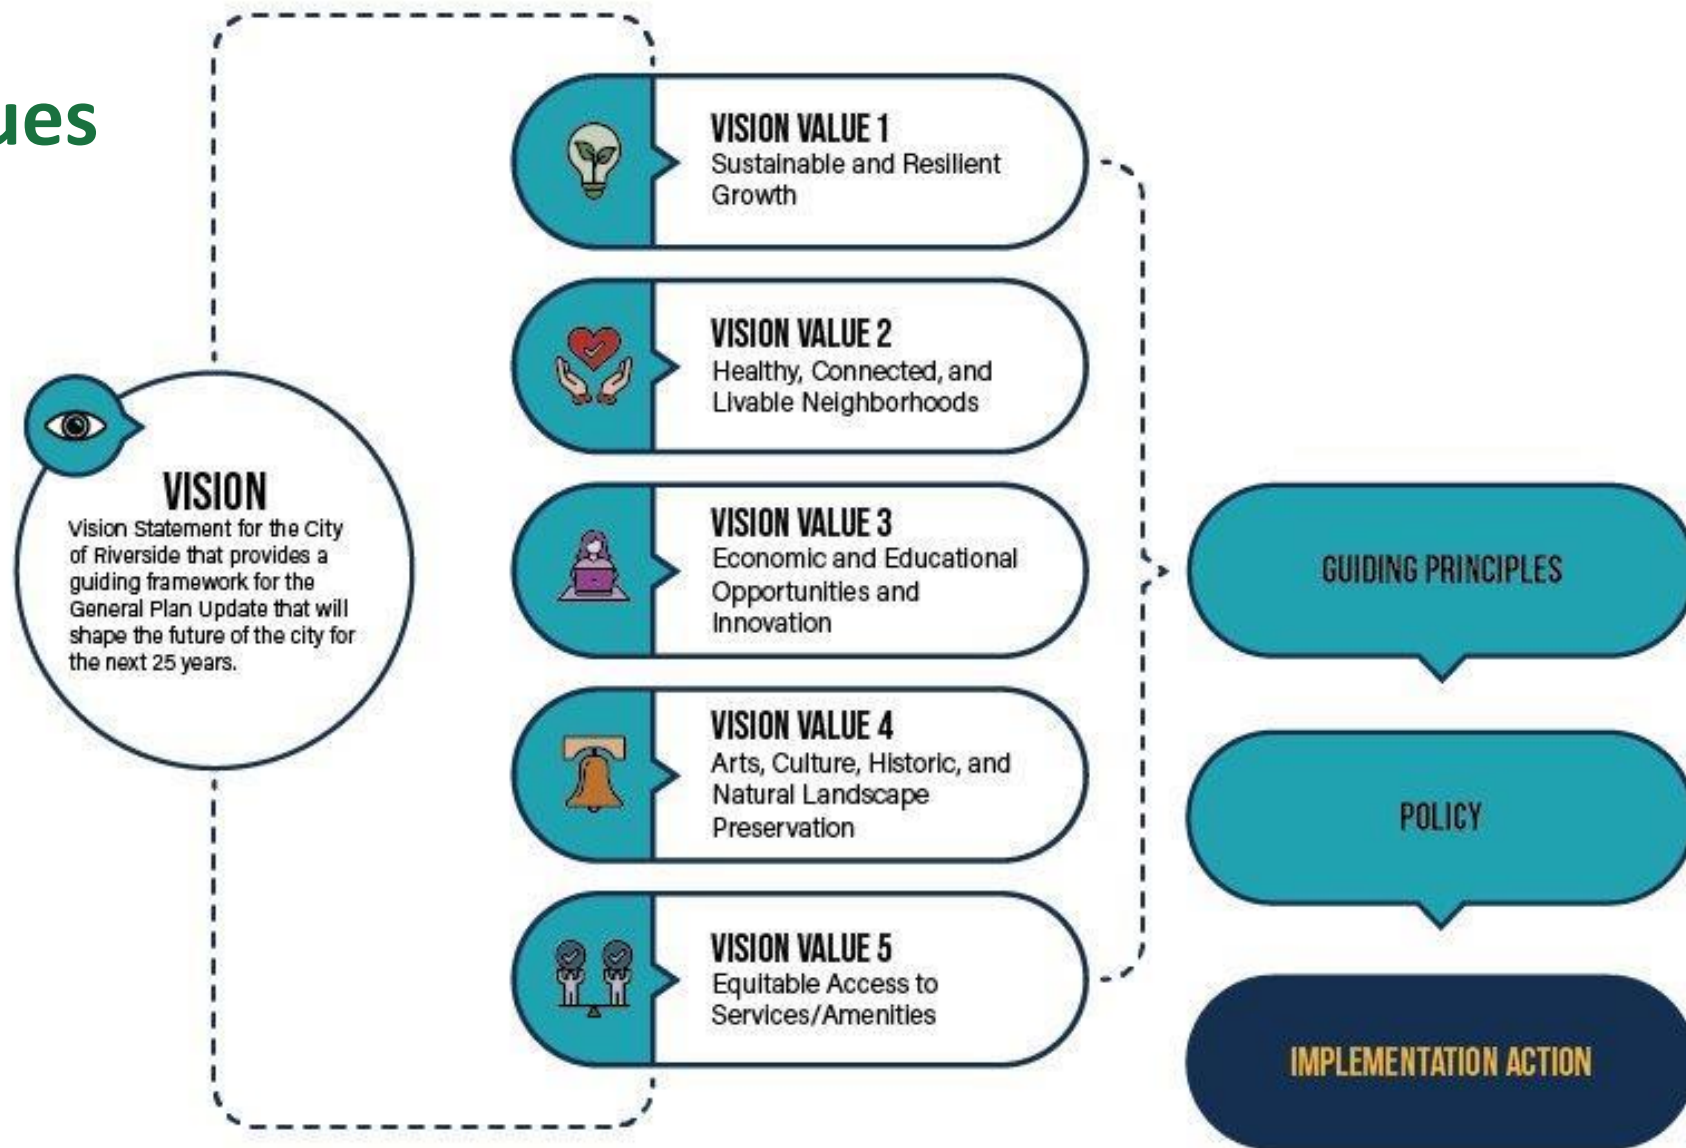 ues
VISION
Vision Statement for the City
of Riverside that provides a
guiding framework for the
General Plan Update that will
shape the future of the city for
the next 25 years.
VISION VALUE 1
Sustainable and Resilient
Growth
VISION VALUE 2
Healthy, Connected, and
Livable Neighborhoods
VISION VALUE 3
Economic and Educational
Opportunities and
Innovation
VISION VALUE 4
Arts, Culture, Historic, and
Natural Landscape
Preservation
VISION VALUE 5
Equitable Access to
Services/Amenities
GUIDING PRINCIPLES
POLICY
IMPLEMENTATION ACTION